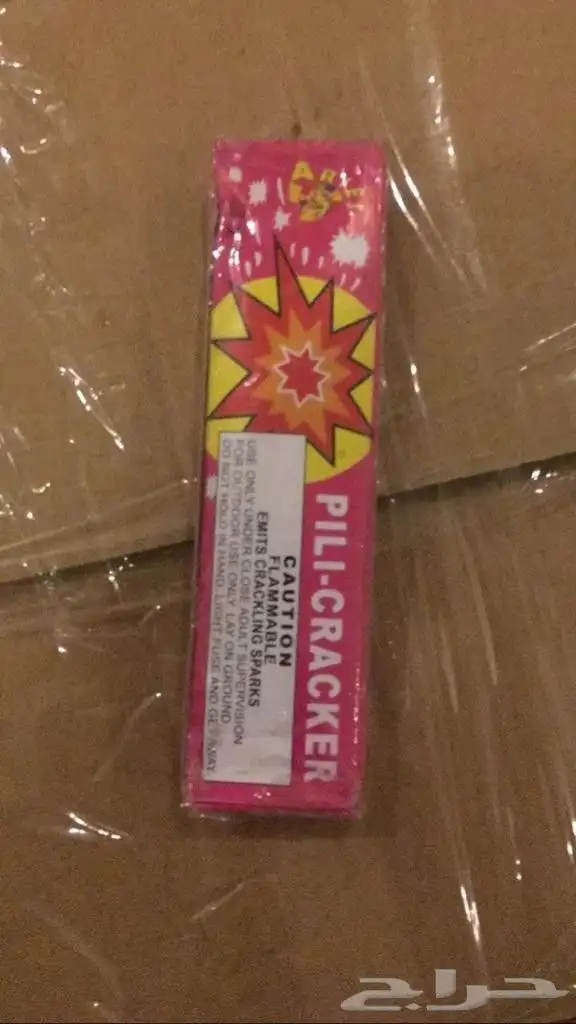 PILI-CRACKER
CAUTION
FLAMMABLE
EMITS CRACKLING SPARKS
USE ONLY UNDER CLOSE ADULT SUPERVISION
FOR OUTDOOR USE ONLY. LAY ON GROUND
DO NOT HOLD IN HAND. LIGHT FUSE AND GET AWAY
حراج